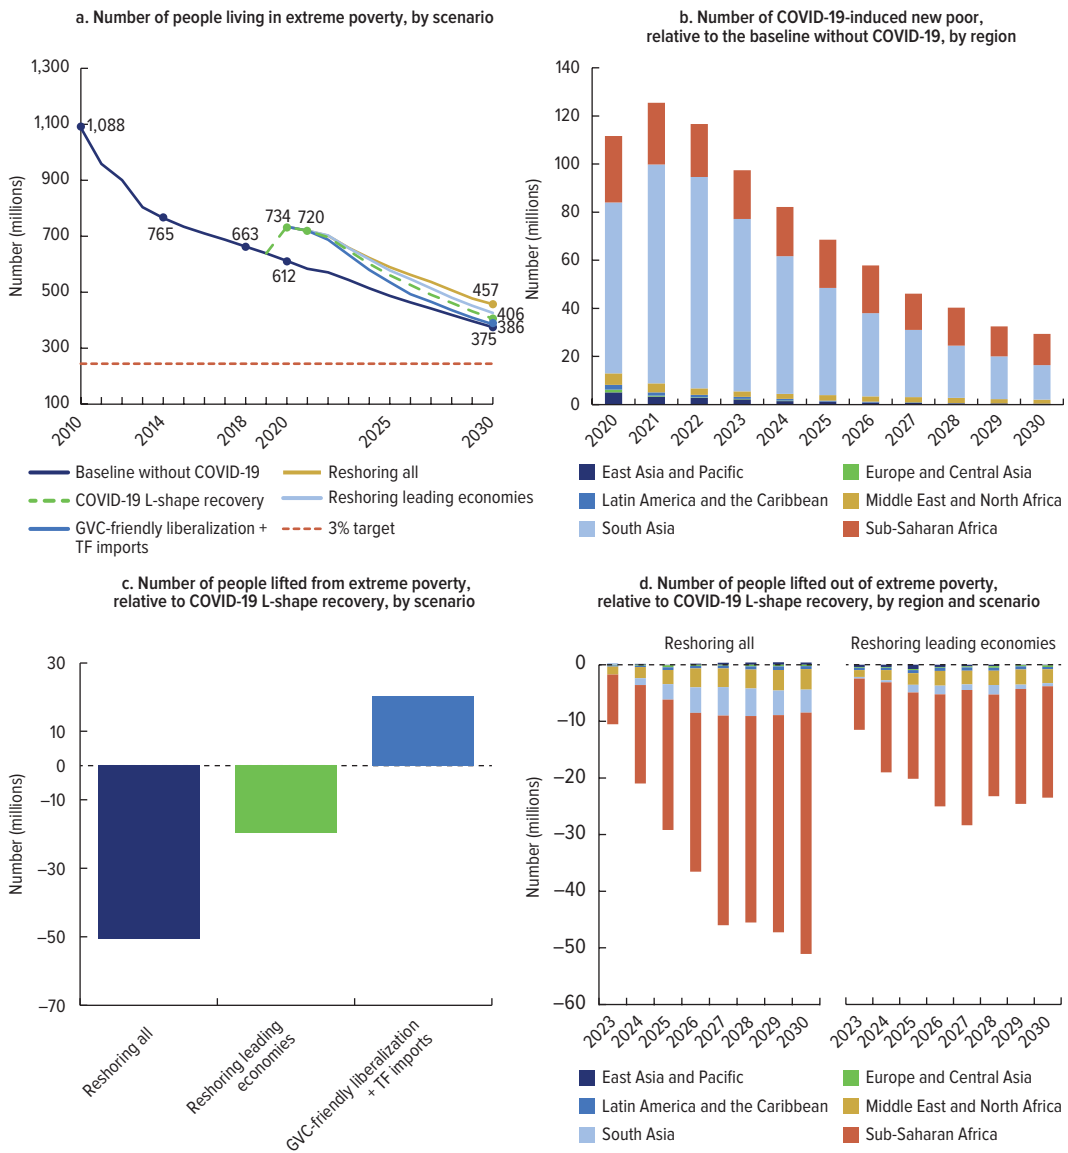 a. Number of people living in extreme poverty, by scenario
Number (millions)
1,300
1,100
900
700
500
300
100
1,088
765
663
612
734
720
457
406
386
375
2010
2014
2018
2020
2025
2030
Baseline without COVID-19
COVID-19 L-shape recovery
GVC-friendly liberalization +
TF imports
Reshoring all
Reshoring leading economies
3% target
b. Number of COVID-19-induced new poor,
relative to the baseline without COVID-19, by region
Number (millions)
140
120
100
80
60
40
20
0
2020
2021
2022
2023
2024
2025
2026
2027
2028
2029
2030
East Asia and Pacific
Latin America and the Caribbean
South Asia
Europe and Central Asia
Middle East and North Africa
Sub-Saharan Africa
c. Number of people lifted from extreme poverty,
relative to COVID-19 L-shape recovery, by scenario
Number (millions)
30
10
0
–10
–30
–50
–70
Reshoring all
Reshoring leading
economies
GVC-friendly liberalization
+ TF imports
d. Number of people lifted out of extreme poverty,
relative to COVID-19 L-shape recovery, by region and scenario
Reshoring all
Reshoring leading economies
Number (millions)
0
–10
–20
–30
–40
–50
–60
2023
2024
2025
2026
2027
2028
2029
2030
2023
2024
2025
2026
2027
2028
2029
2030
East Asia and Pacific
Latin America and the Caribbean
South Asia
Europe and Central Asia
Middle East and North Africa
Sub-Saharan Africa